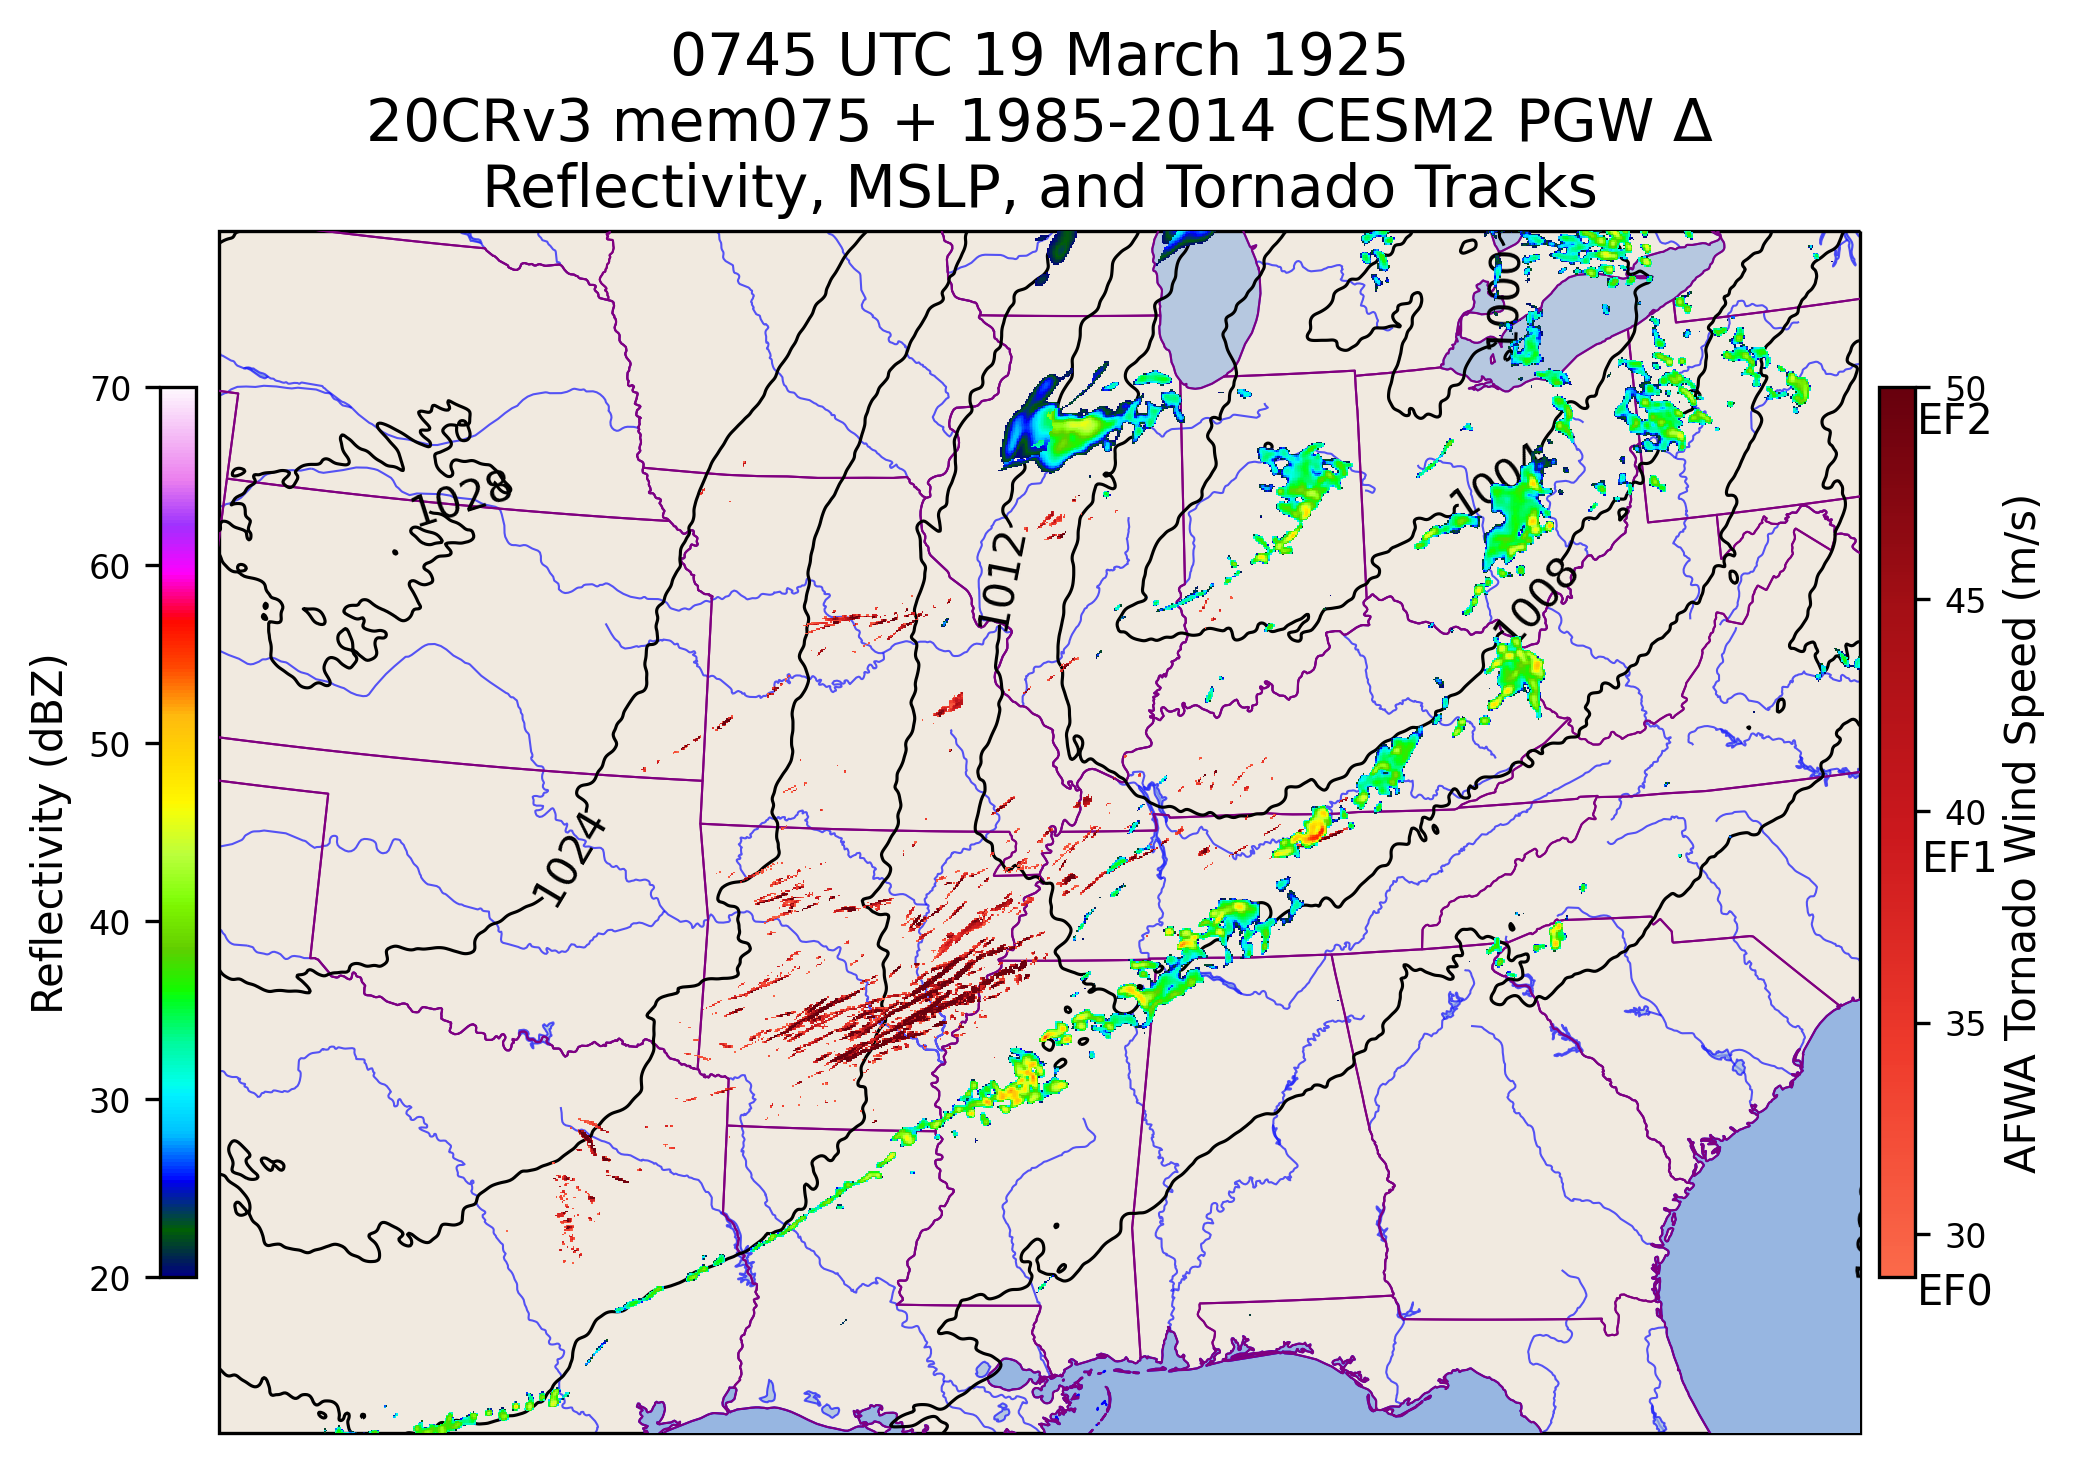 0745 UTC 19 March 1925
20CRv3 mem075 + 1985-2014 CESM2 PGW Δ
Reflectivity, MSLP, and Tornado Tracks
1000
1028
1004
1012
1008
1024
70
60
50
40
30
20
Reflectivity (dBZ)
50
EF2
45
40
EF1
35
30
EF0
AFWA Tornado Wind Speed (m/s)